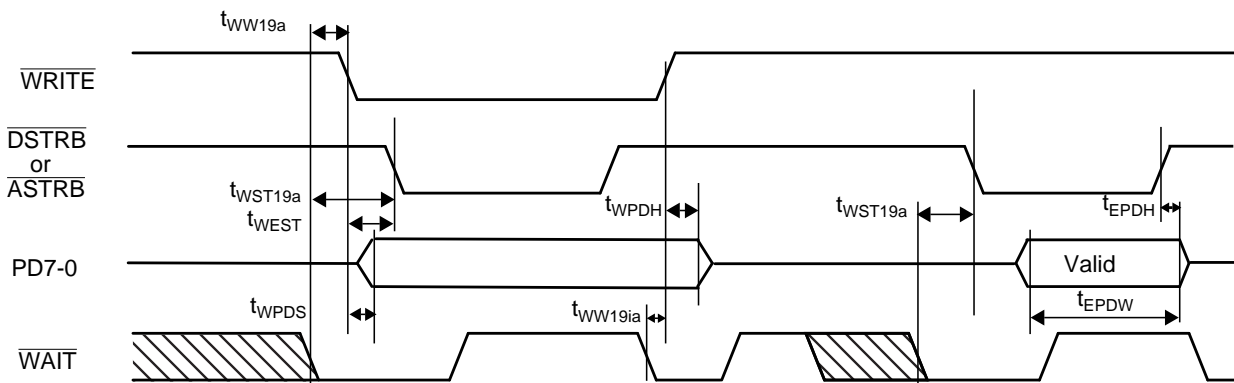 tWW19a
WRITE
DSTRB
or
ASTRB
tWST19a
tWEST
tWPDH
tWST19a
tEPDH
PD7-0
Valid
tWPDS
tWW19ia
tEPDW
WAIT